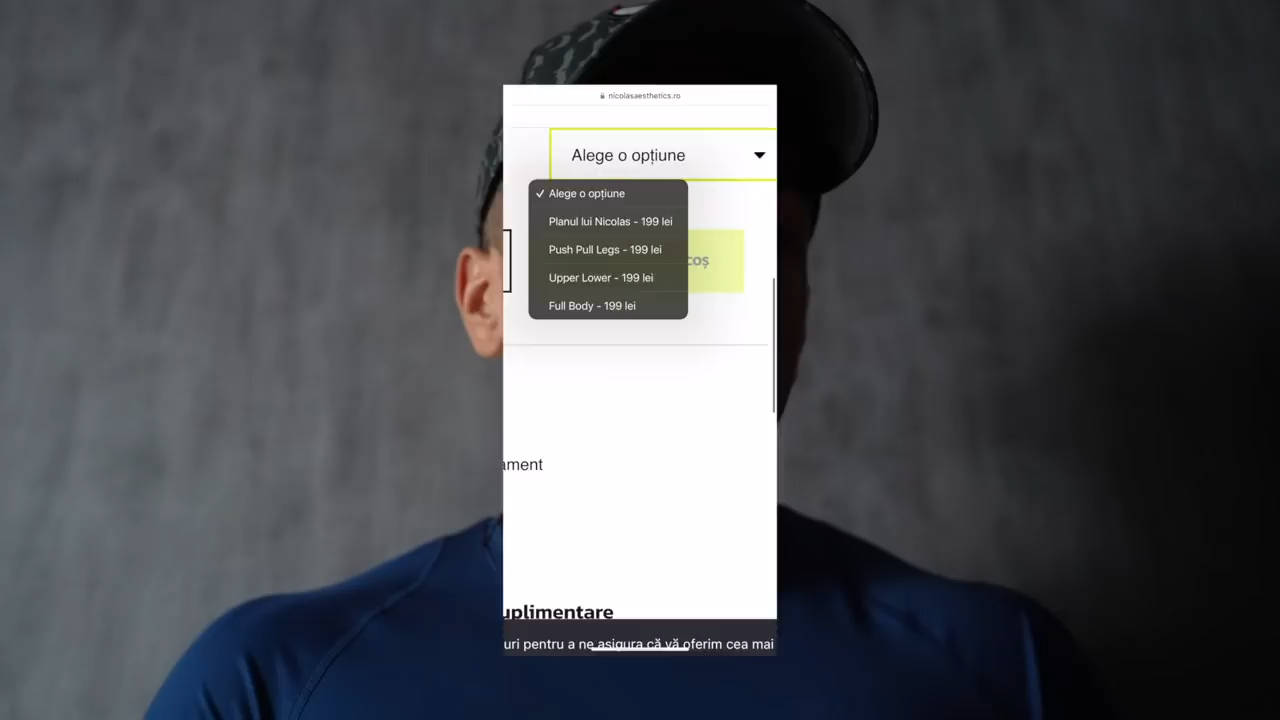 nicolasaesthetics.ro
Alege o opțiune
✓ Alege o opțiune
Planul lui Nicolas - 199 lei
Push Pull Legs - 199 lei
coș
Upper Lower - 199 lei
Full Body - 199 lei
ament
uplimentare
uri pentru a ne asigura că vă oferim cea mai